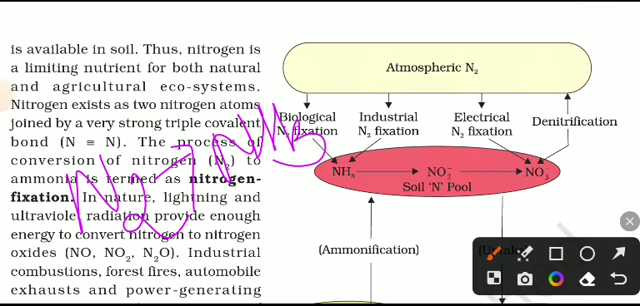 is available in soil. Thus, nitrogen is
a limiting nutrient for both natural
and agricultural eco-systems.
Nitrogen exists as two nitrogen atoms
joined by a very strong triple covalent
bond (N ≡ N). The process of
conversion of nitrogen (N₂) to
ammonia is termed as nitrogen-
fixation. In nature, lightning and
ultraviolet radiation provide enough
energy to convert nitrogen to nitrogen
oxides (NO, NO₂, N₂O). Industrial
combustions, forest fires, automobile
exhausts and power-generating
Atmospheric N₂
Biological
N₂ fixation
Industrial
N₂ fixation
Electrical
N₂ fixation
Denitrification
NH₃
NO₂⁻
NO₃⁻
Soil 'N' Pool
(Ammonification)
(Uptake)